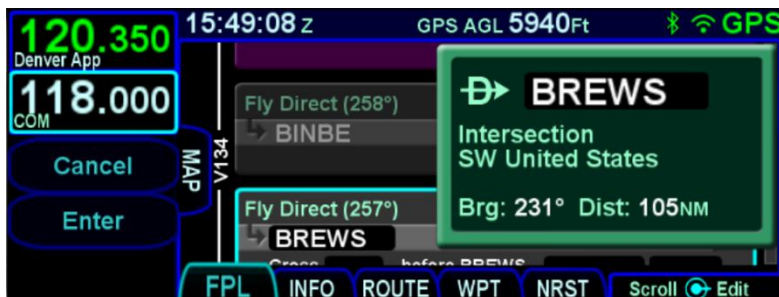 120.350
Denver App
118.000
COM
Cancel
Enter
15:49:08 Z
GPS AGL 5940Ft
GPS
MAP
V134
Fly Direct (258°)
BINBE
Fly Direct (257°)
BREWS
before BREWS
D BREWS
Intersection
SW United States
Brg: 231° Dist: 105NM
FPL INFO ROUTE WPT NRST Scroll Edit